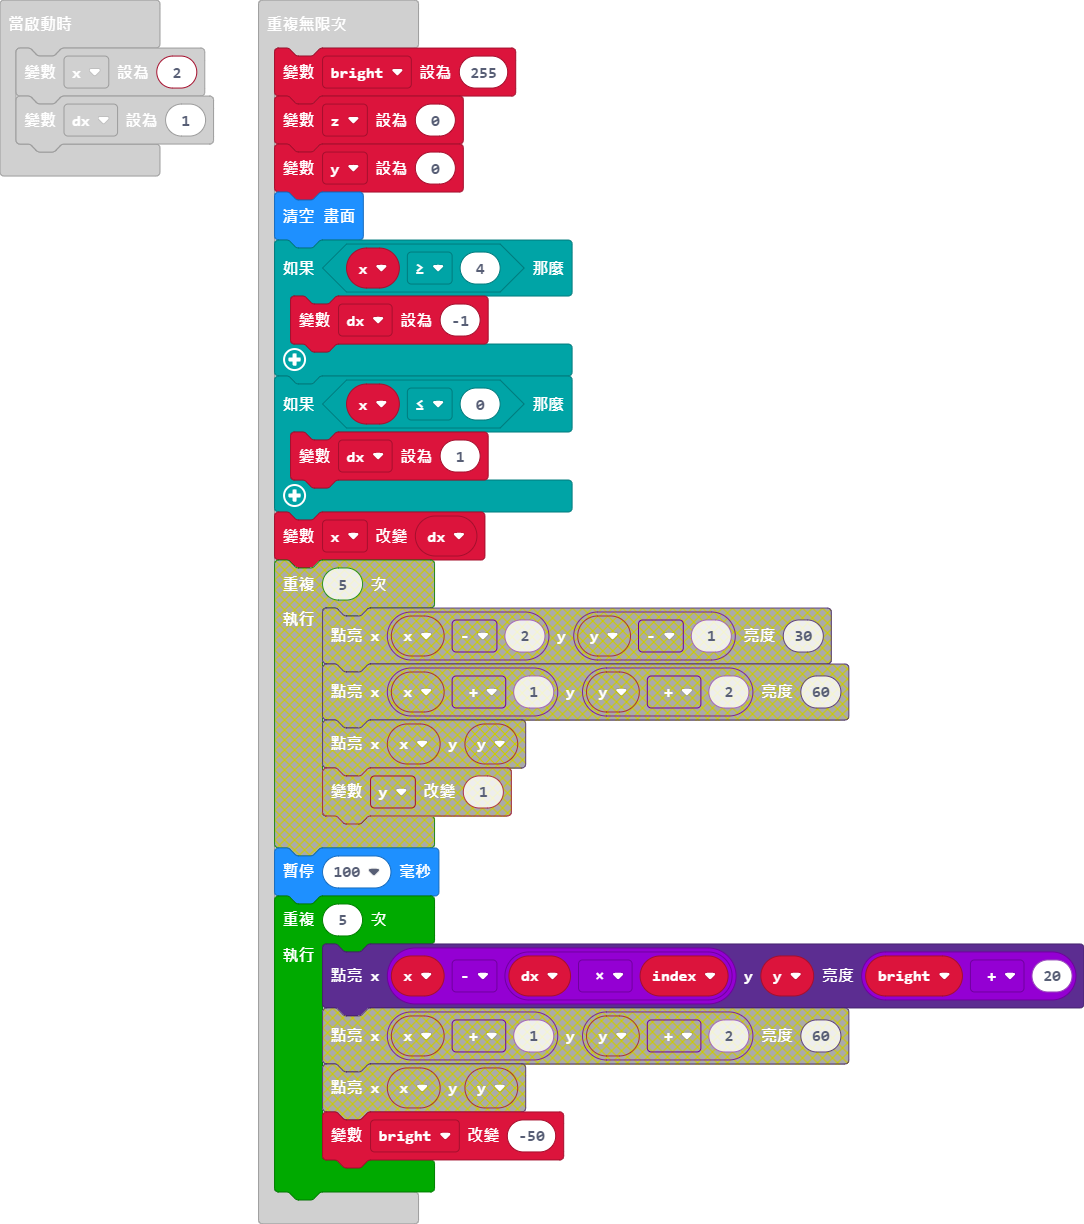 當啟動時
變數 x 設為 2
變數 dx 設為 1
重複無限次
變數 bright 設為 255
變數 z 設為 0
變數 y 設為 0
清空 畫面
如果 x ≥ 4 那麼
變數 dx 設為 -1
如果 x ≤ 0 那麼
變數 dx 設為 1
變數 x 改變 dx
重複 5 次
執行
點亮 x x - 2 y y - 1 亮度 30
點亮 x x + 1 y y + 2 亮度 60
點亮 x x y y
變數 y 改變 1
暫停 100 毫秒
重複 5 次
執行
點亮 x x - dx × index y y 亮度 bright + 20
點亮 x x + 1 y y + 2 亮度 60
點亮 x x y y
變數 bright 改變 -50